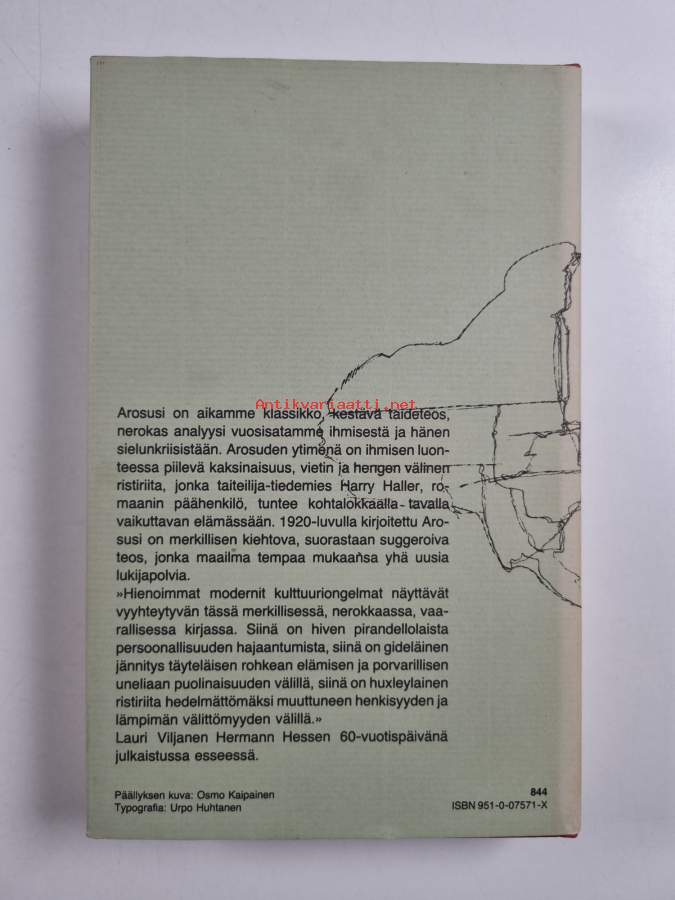 Antikvariaatti.net
Arosusi on aikamme klassikko, kestävä taideteos,
nerokas analyysi vuosisatamme ihmisestä ja hänen
sielunkriisistään. Arosuden ytimenä on ihmisen luon-
teessa piilevä kaksinaisuus, vietin ja hengen välinen
ristiriita, jonka taiteilija-tiedemies Harry Haller, ro-
maanin päähenkilö, tuntee kohtalokkaalla tavalla
vaikuttavan elämässään. 1920-luvulla kirjoitettu Aro-
susi on merkillisen kiehtova, suorastaan suggeroiva
teos, jonka maailma tempaa mukaansa yhä uusia
lukijapolvia.
»Hienoimmat modernit kulttuuriongelmat näyttävät
vyyhteytyvän tässä merkillisessä, nerokkaassa, vaa-
rallisessa kirjassa. Siinä on hiven pirandellolaista
persoonallisuuden hajaantumista, siinä on gideläinen
jännitys täyteläisen rohkean elämisen ja porvarillisen
uneliaan puolinaisuuden välillä, siinä on huxleylainen
ristiriita hedelmättömäksi muuttuneen henkisyyden ja
lämpimän välittömyyden välillä.»
Lauri Viljanen Hermann Hessen 60-vuotispäivänä
julkaistussa esseessä.
Päällyksen kuva: Osmo Kaipainen
Typografia: Urpo Huhtanen
844
ISBN 951-0-07571-X